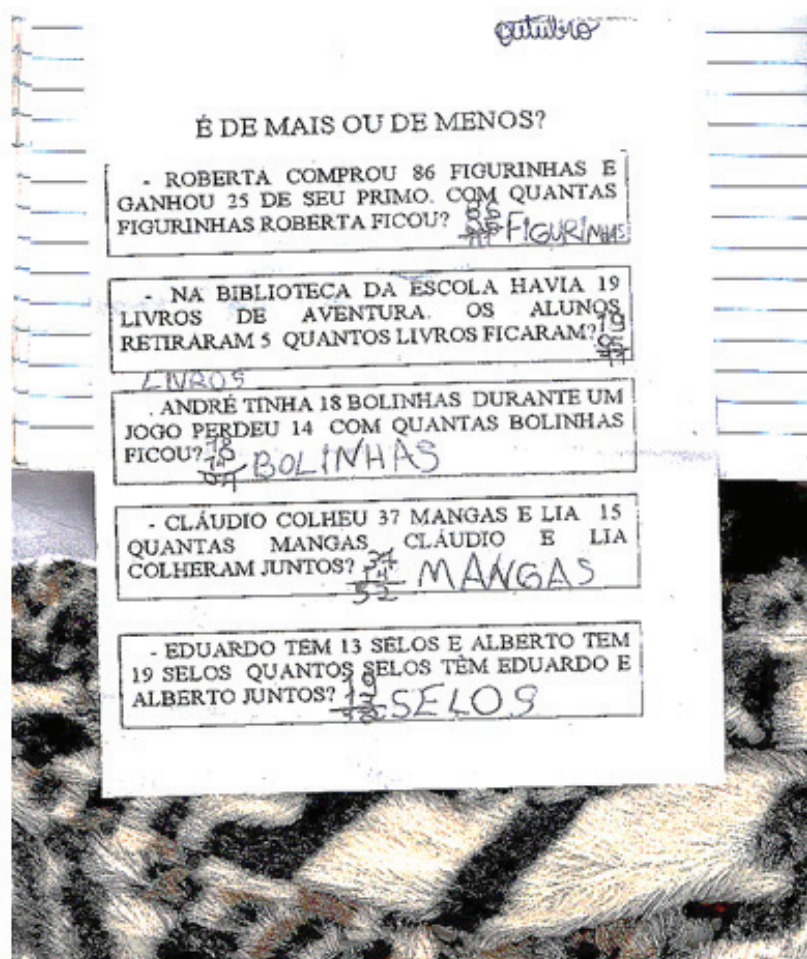 outubro
É DE MAIS OU DE MENOS?
- ROBERTA COMPROU 86 FIGURINHAS E
GANHOU 25 DE SEU PRIMO. COM QUANTAS
FIGURINHAS ROBERTA FICOU? FIGURINHAS
- NA BIBLIOTECA DA ESCOLA HAVIA 19
LIVROS DE AVENTURA. OS ALUNOS
RETIRARAM 5 QUANTOS LIVROS FICARAM? 19
LIVROS
. ANDRÉ TINHA 18 BOLINHAS DURANTE UM
JOGO PERDEU 14 COM QUANTAS BOLINHAS
FICOU? BOLINHAS
- CLÁUDIO COLHEU 37 MANGAS E LIA 15
QUANTAS MANGAS CLÁUDIO E LIA
COLHERAM JUNTOS? MANGAS
52
- EDUARDO TEM 13 SELOS E ALBERTO TEM
19 SELOS QUANTOS SELOS TÊM EDUARDO E
ALBERTO JUNTOS? SELOS